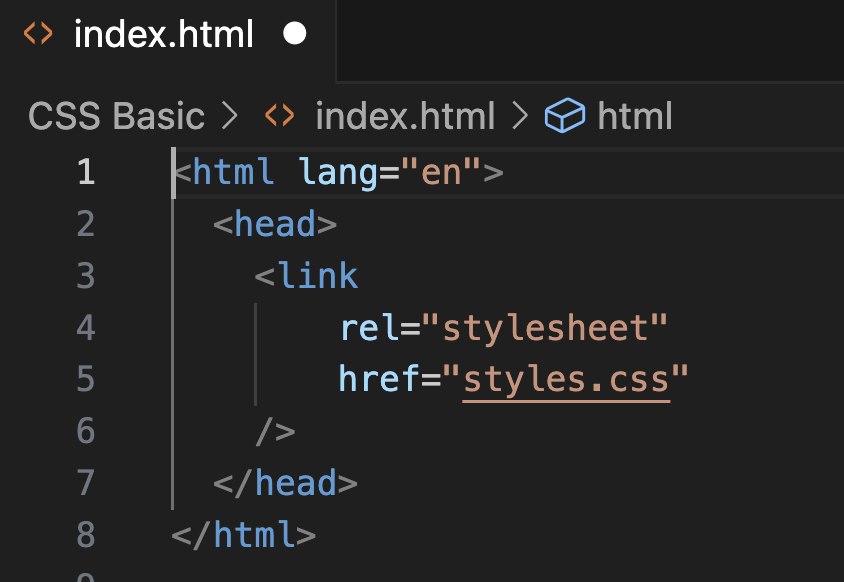 index.html
CSS Basic > index.html > html
1 <html lang="en">
2   <head>
3     <link
4         rel="stylesheet"
5         href="styles.css"
6     />
7   </head>
8 </html>